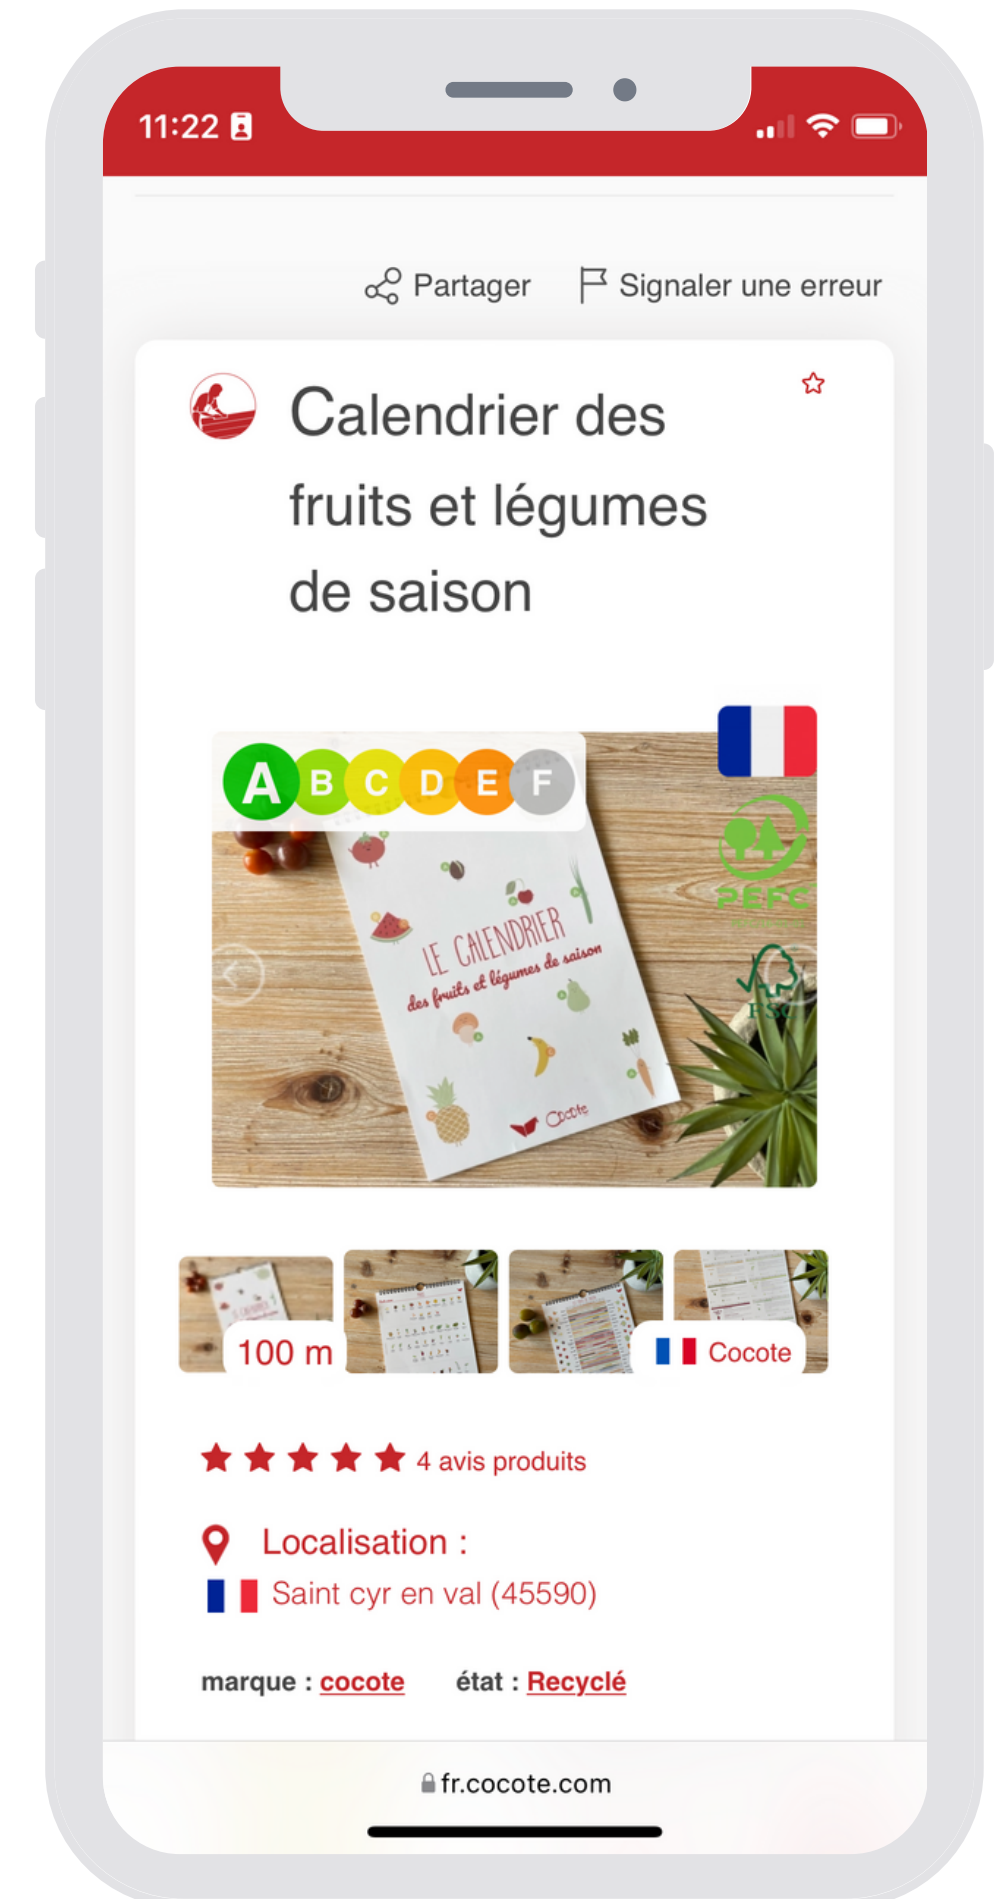 11:22
Partager
Signaler une erreur
Calendrier des
fruits et légumes
de saison
A B C D E F
PEFC
FSC
LE CALENDRIER
des fruits et légumes de saison
Cocote
100 m
Cocote
4 avis produits
Localisation :
Saint cyr en val (45590)
marque : cocote
état : Recyclé
fr.cocote.com